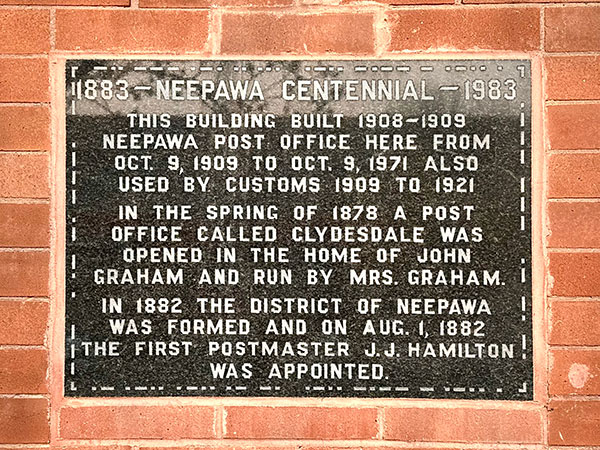 1883 - NEEPAWA CENTENNIAL - 1983
THIS BUILDING BUILT 1908-1909
NEEPAWA POST OFFICE HERE FROM
OCT. 9, 1909 TO OCT. 9, 1971 ALSO
USED BY CUSTOMS 1909 TO 1921
IN THE SPRING OF 1878 A POST
OFFICE CALLED CLYDESDALE WAS
OPENED IN THE HOME OF JOHN
GRAHAM AND RUN BY MRS. GRAHAM.
IN 1882 THE DISTRICT OF NEEPAWA
WAS FORMED AND ON AUG. 1, 1882
THE FIRST POSTMASTER J.J. HAMILTON
WAS APPOINTED.